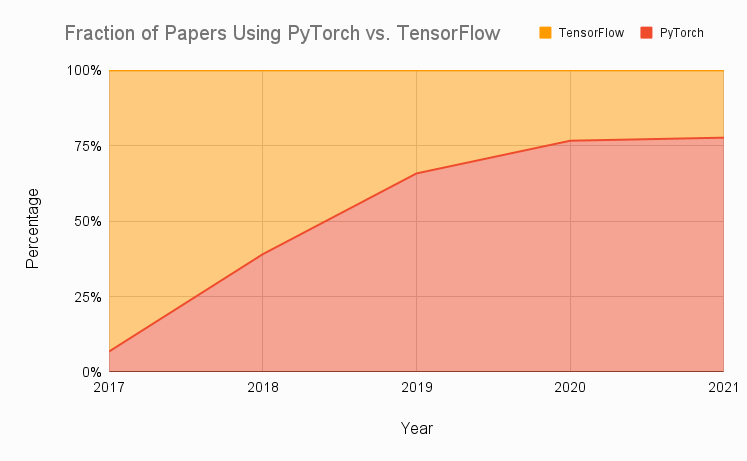 Fraction of Papers Using PyTorch vs. TensorFlow
TensorFlow
PyTorch
100%
75%
50%
25%
0%
Percentage
2017
2018
2019
2020
2021
Year